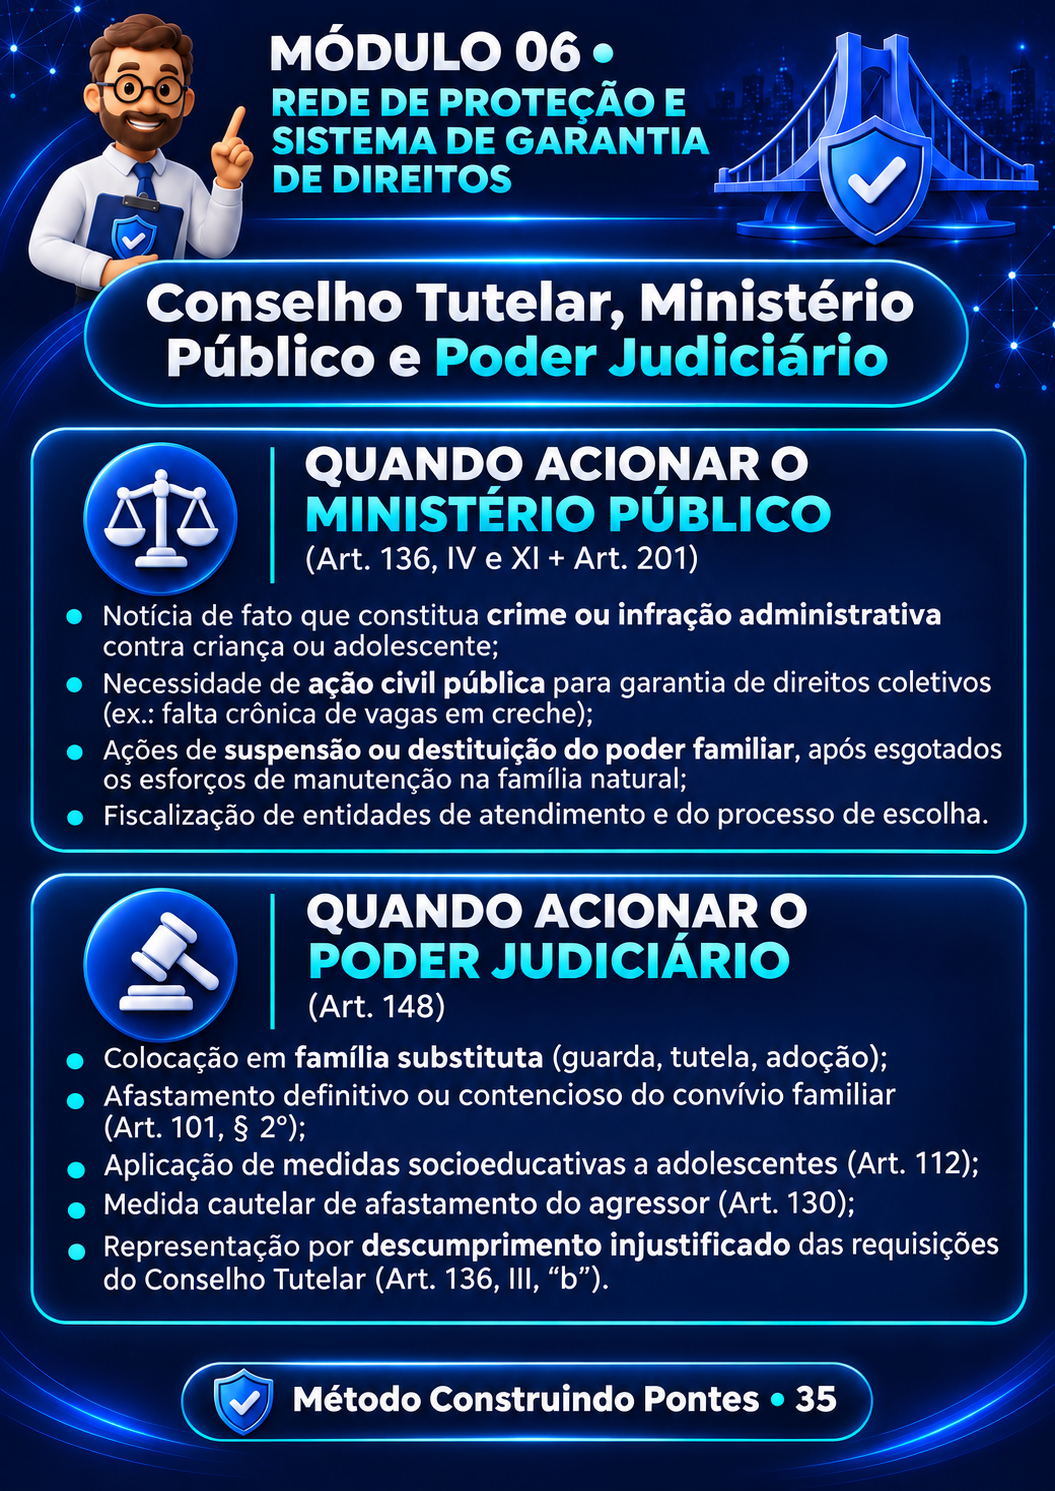 MÓDULO 06 •
REDE DE PROTEÇÃO E
SISTEMA DE GARANTIA
DE DIREITOS
Conselho Tutelar, Ministério
Público e Poder Judiciário
QUANDO ACIONAR O
MINISTÉRIO PÚBLICO
(Art. 136, IV e XI + Art. 201)
• Notícia de fato que constitua crime ou infração administrativa
contra criança ou adolescente;
• Necessidade de ação civil pública para garantia de direitos coletivos
(ex.: falta crônica de vagas em creche);
• Ações de suspensão ou destituição do poder familiar, após esgotados
os esforços de manutenção na família natural;
• Fiscalização de entidades de atendimento e do processo de escolha.
QUANDO ACIONAR O
PODER JUDICIÁRIO
(Art. 148)
• Colocação em família substituta (guarda, tutela, adoção);
• Afastamento definitivo ou contencioso do convívio familiar
(Art. 101, § 2º);
• Aplicação de medidas socioeducativas a adolescentes (Art. 112);
• Medida cautelar de afastamento do agressor (Art. 130);
• Representação por descumprimento injustificado das requisições
do Conselho Tutelar (Art. 136, III, “b”).
Método Construindo Pontes • 35